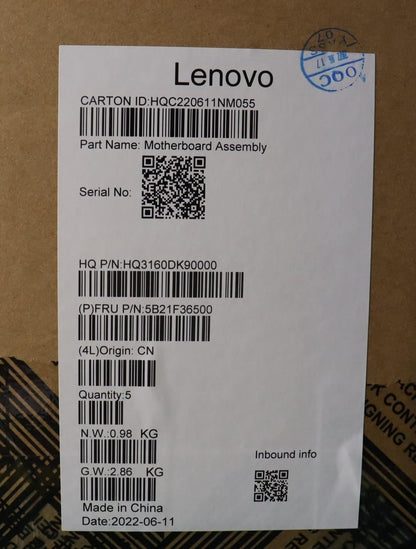 Lenovo
OQC
CARTON ID:HQC220611NM055
Part Name: Motherboard Assembly
Serial No:
HQ P/N:HQ3160DK90000
(P)FRU P/N:5B21F36500
(4L)Origin: CN
Quantity:5
N.W.:0.98 KG
G.W.:2.86 KG
Inbound info
Made in China
Date:2022-06-11